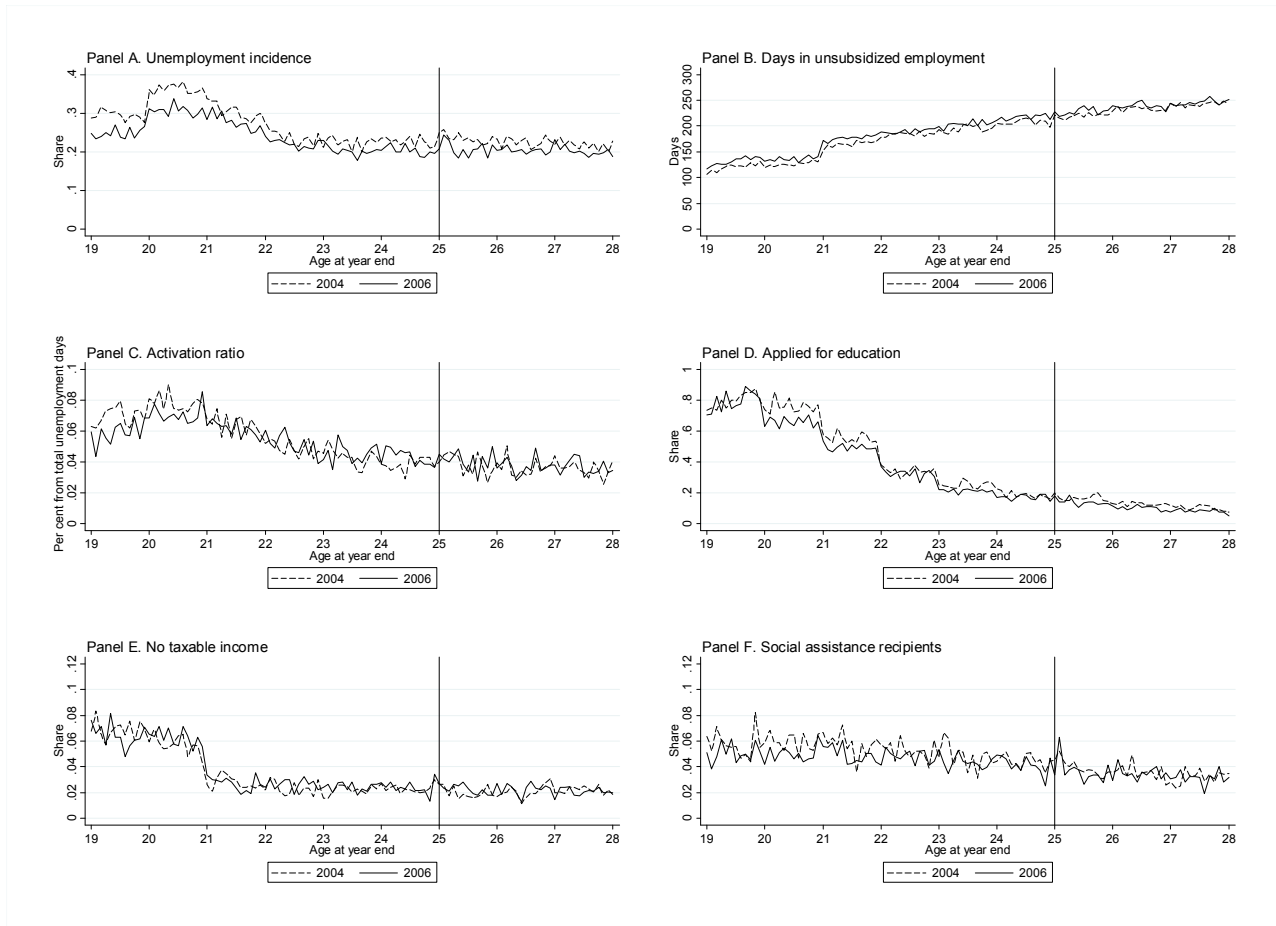 Panel A. Unemployment incidence
Share
0 .1 .2 .3 .4
19 20 21 22 23 24 25 26 27 28
Age at year end
2004 2006
Panel B. Days in unsubsidized employment
Days
0 50 100 150 200 250 300
19 20 21 22 23 24 25 26 27 28
Age at year end
2004 2006
Panel C. Activation ratio
Per cent from total unemployment days
0 .02 .04 .06 .08 .1
19 20 21 22 23 24 25 26 27 28
Age at year end
2004 2006
Panel D. Applied for education
Share
0 .2 .4 .6 .8 1
19 20 21 22 23 24 25 26 27 28
Age at year end
2004 2006
Panel E. No taxable income
Share
0 .02 .04 .06 .08 .1 .12
19 20 21 22 23 24 25 26 27 28
Age at year end
2004 2006
Panel F. Social assistance recipients
Share
0 .02 .04 .06 .08 .1 .12
19 20 21 22 23 24 25 26 27 28
Age at year end
2004 2006